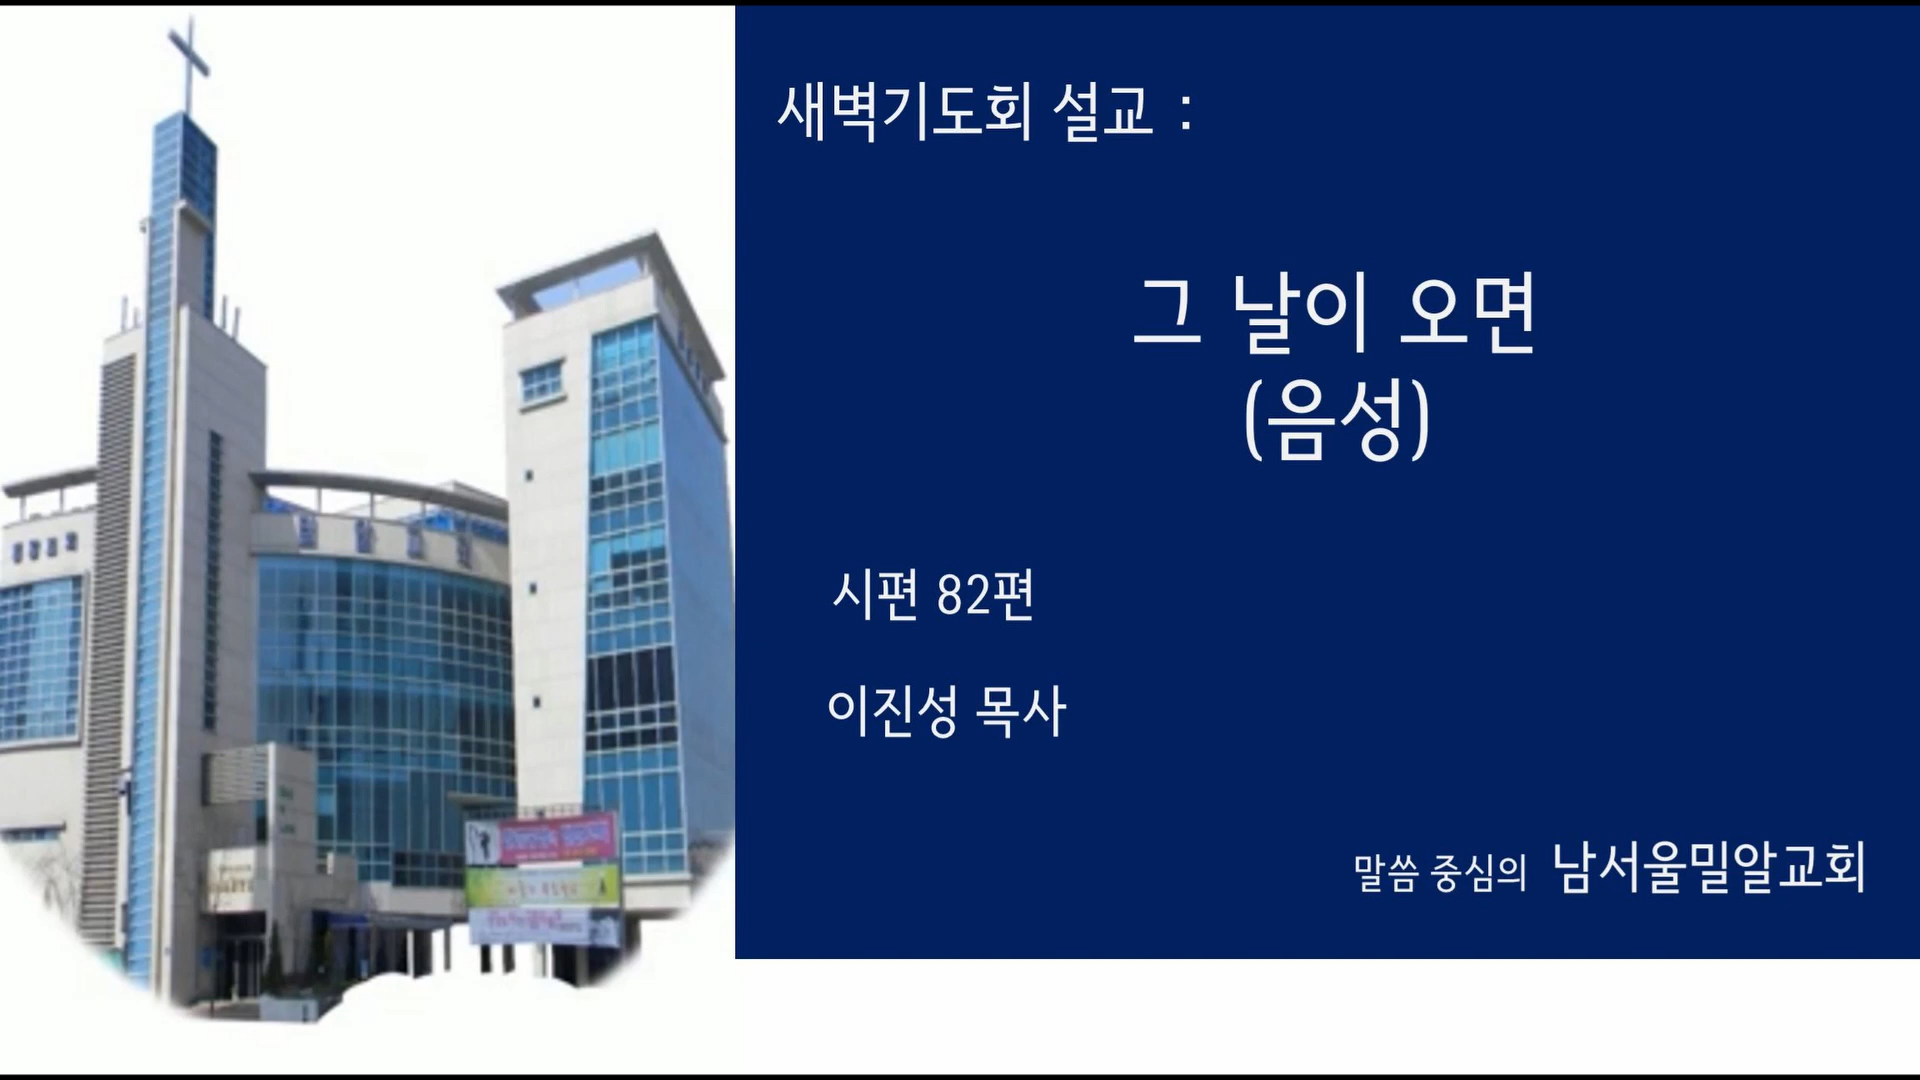 새벽기도회 설교 :
그 날이 오면
(음성)
시편 82편
이진성 목사
말씀 중심의 남서울밀알교회